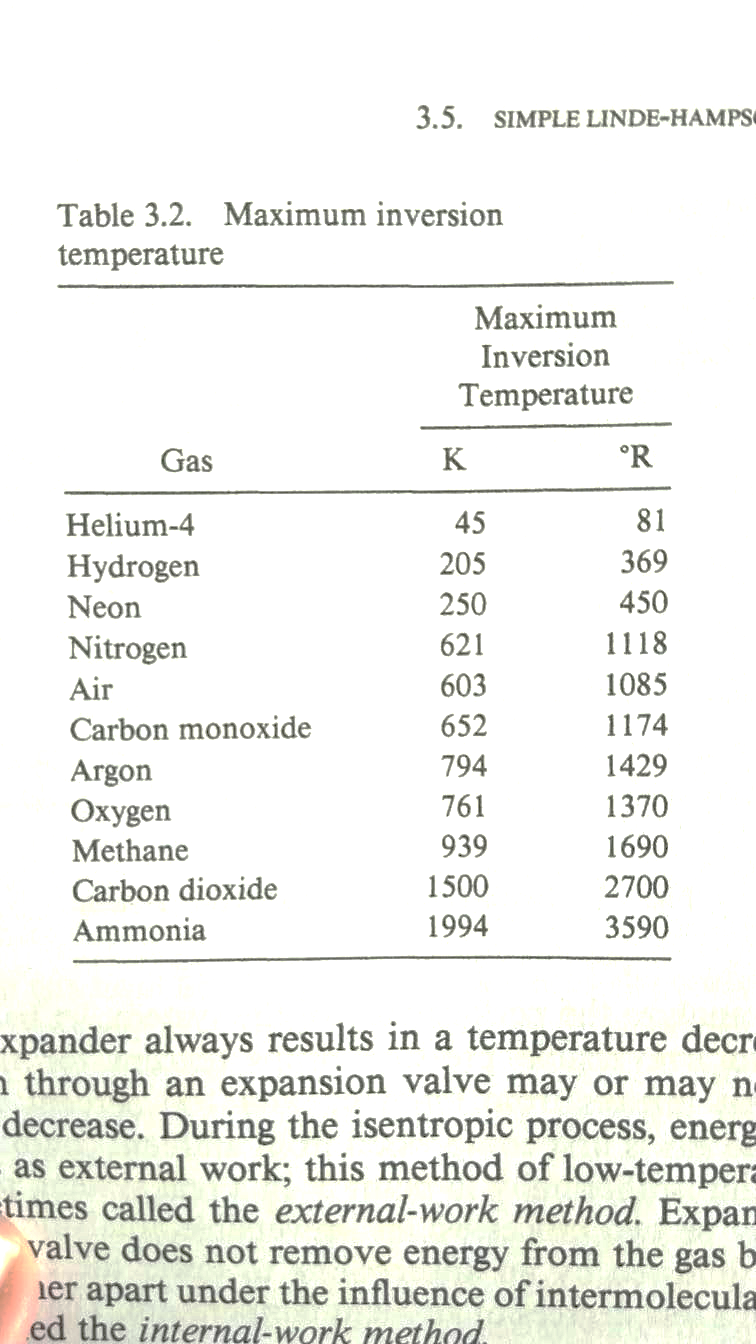 3.5. SIMPLE LINDE-HAMPS
Table 3.2. Maximum inversion
temperature
Maximum
Inversion
Temperature
Gas K °R
Helium-4 45 81
Hydrogen 205 369
Neon 250 450
Nitrogen 621 1118
Air 603 1085
Carbon monoxide 652 1174
Argon 794 1429
Oxygen 761 1370
Methane 939 1690
Carbon dioxide 1500 2700
Ammonia 1994 3590
xpander always results in a temperature decr
through an expansion valve may or may n
decrease. During the isentropic process, energ
as external work; this method of low-temper
times called the external-work method. Expan
valve does not remove energy from the gas b
er apart under the influence of intermolecula
ed the internal-work method.